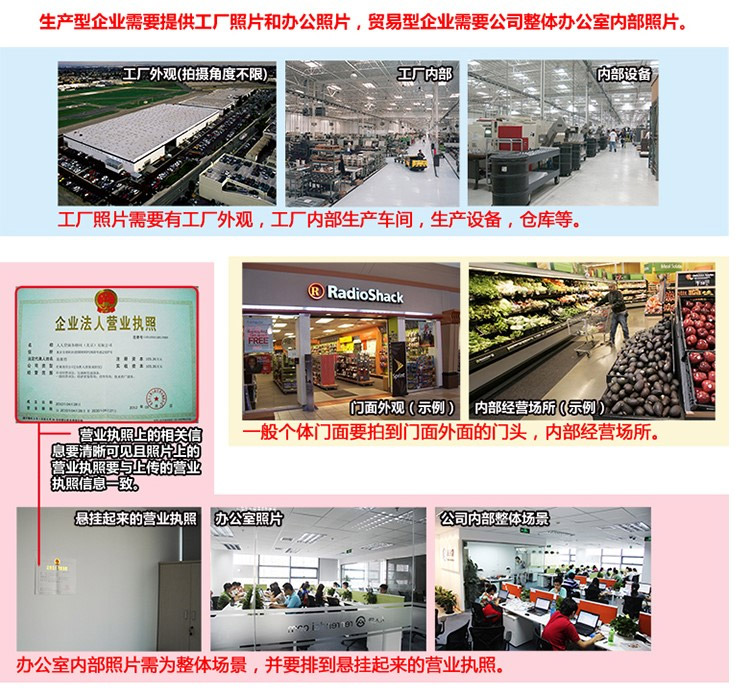 生产型企业需要提供工厂照片和办公照片，贸易型企业需要公司整体办公室内部照片。
工厂外观(拍摄角度不限)
工厂内部
内部设备
工厂照片需要有工厂外观，工厂内部生产车间，生产设备，仓库等。
企业法人营业执照
RadioShack
FREE
Sprint
门面外观（示例）
内部经营场所（示例）
一般个体门面要拍到门面外面的门头，内部经营场所。
营业执照上的相关信
息要清晰可见且照片上的
营业执照要与上传的营业
执照信息一致。
悬挂起来的营业执照
办公室照片
公司内部整体场景
办公室内部照片需为整体场景，并要排到悬挂起来的营业执照。